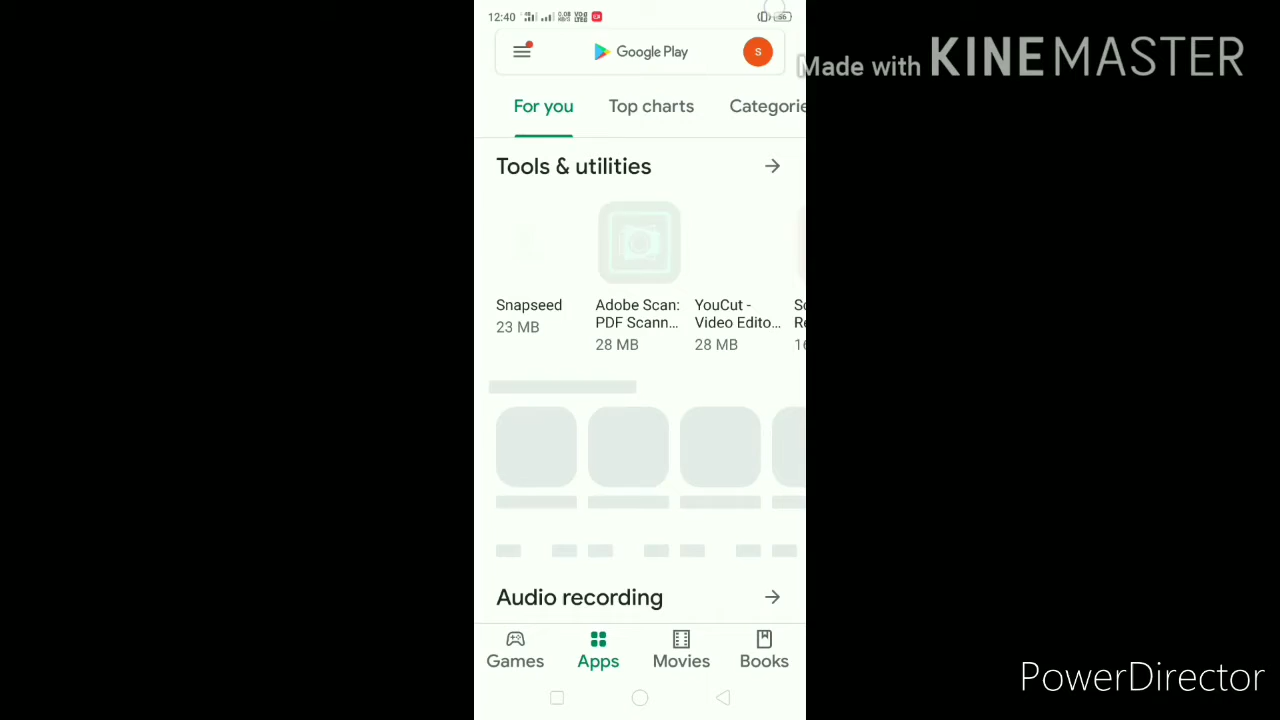 12:40
Google Play
S
Made with KINEMASTER
For you Top charts Categorie
Tools & utilities
Snapseed
23 MB
Adobe Scan:
PDF Scann...
28 MB
YouCut -
Video Edito...
28 MB
Audio recording
Games Apps Movies Books
PowerDirector